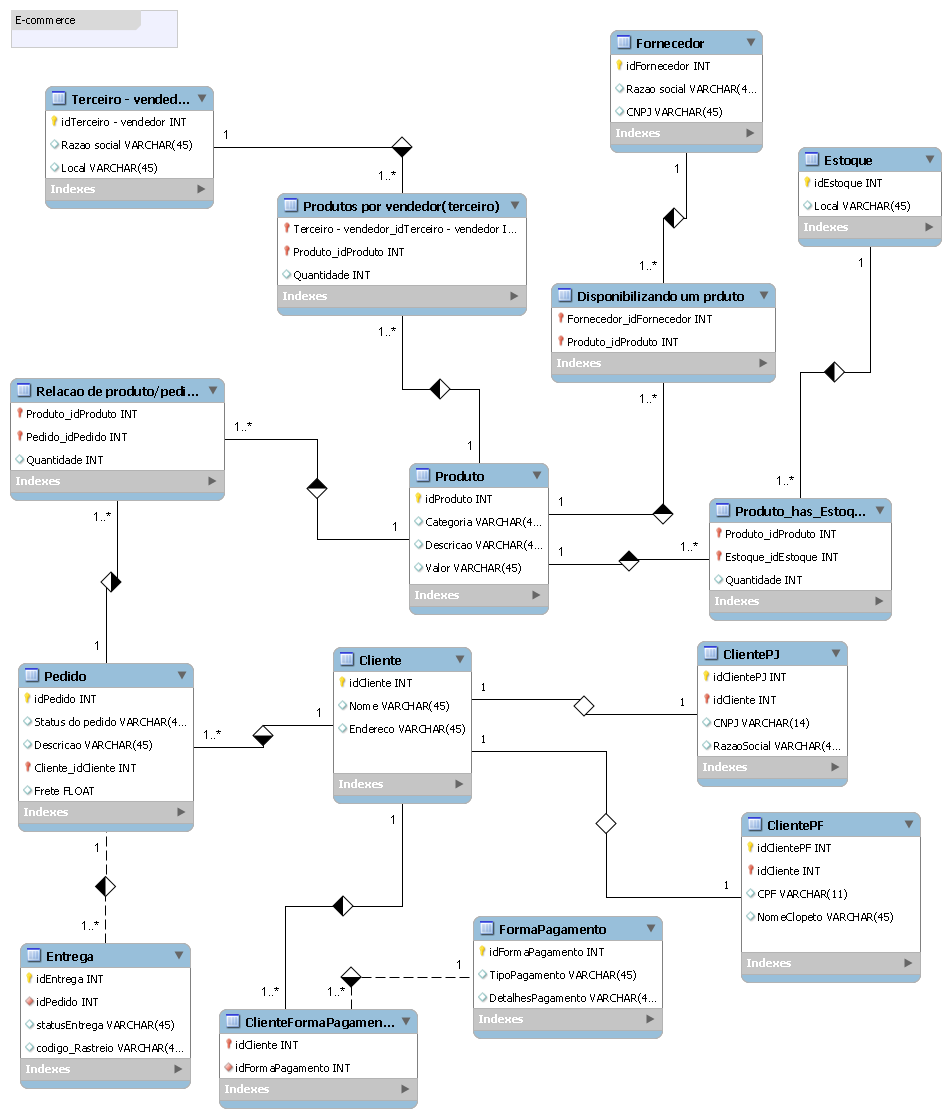 E-commerce
Terceiro - vended...
idTerceiro - vendedor INT
Razao social VARCHAR(45)
Local VARCHAR(45)
Indexes
1
1..*
Produtos por vendedor(terceiro)
Terceiro - vendedor_idTerceiro - vendedor I...
Produto_idProduto INT
Quantidade INT
Indexes
1..*
1
Fornecedor
idFornecedor INT
Razao social VARCHAR(4...
CNPJ VARCHAR(45)
Indexes
1
1..*
Disponibilizando um prduto
Fornecedor_idFornecedor INT
Produto_idProduto INT
Indexes
1..*
1
Estoque
idEstoque INT
Local VARCHAR(45)
Indexes
1
1..*
Relacao de produto/pedi...
Produto_idProduto INT
Pedido_idPedido INT
Quantidade INT
Indexes
1..*
1
1..*
1
Produto
idProduto INT
Categoria VARCHAR(4...
Descricao VARCHAR(4...
Valor VARCHAR(45)
Indexes
1
1..*
Produto_has_Estoq...
Produto_idProduto INT
Estoque_idEstoque INT
Quantidade INT
Indexes
Pedido
idPedido INT
Status do pedido VARCHAR(4...
Descricao VARCHAR(45)
Cliente_idCliente INT
Frete FLOAT
Indexes
1..*
1
1
1..*
Cliente
idCliente INT
Nome VARCHAR(45)
Endereco VARCHAR(45)
Indexes
1
1
1
1
1
1..*
ClientePJ
idClientePJ INT
idCliente INT
CNPJ VARCHAR(14)
RazaoSocial VARCHAR(4...
Indexes
ClientePF
idClientePF INT
idCliente INT
CPF VARCHAR(11)
NomeClopeto VARCHAR(45)
Indexes
Entrega
idEntrega INT
idPedido INT
statusEntrega VARCHAR(45)
codigo_Rastreio VARCHAR(4...
Indexes
FormaPagamento
idFormaPagamento INT
TipoPagamento VARCHAR(45)
DetalhesPagamento VARCHAR(4...
Indexes
1
1..*
ClienteFormaPagamen...
idCliente INT
idFormaPagamento INT
Indexes